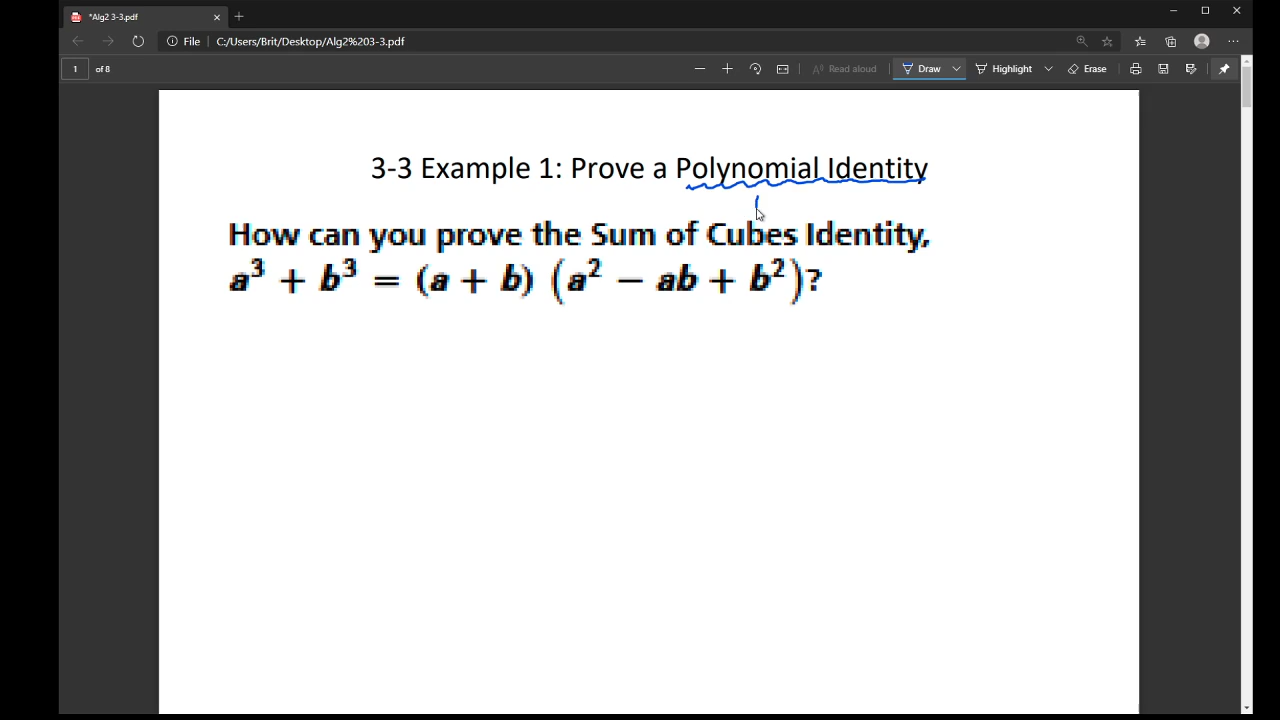 *Alg2 3-3.pdf
File | C:/Users/Brit/Desktop/Alg2%203-3.pdf
1 of 8
Read aloud Draw Highlight Erase
3-3 Example 1: Prove a Polynomial Identity
How can you prove the Sum of Cubes Identity,
a³ + b³ = (a + b) (a² − ab + b²)?